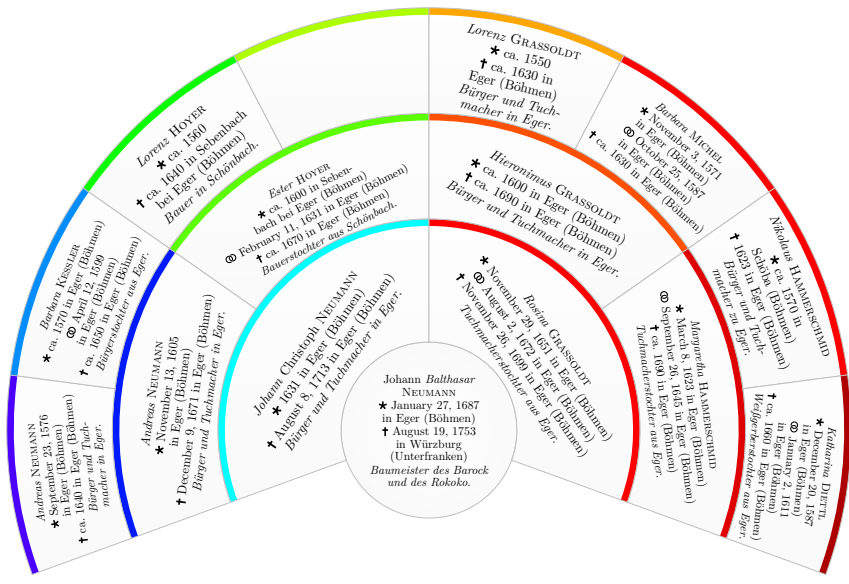 Johann Balthasar
NEUMANN
★ January 27, 1687
in Eger (Böhmen)
✝ August 19, 1753
in Würzburg
(Unterfranken)
Baumeister des Barock
und des Rokoko.
Johann Christoph NEUMANN
★ 1631 in Eger (Böhmen)
✝ August 8, 1713 in Eger (Böhmen)
Bürger und Tuchmacher in Eger.
Rosina GRASSOLDT
★ November 29, 1651 in Eger (Böhmen)
⚭ August 2, 1672 in Eger (Böhmen)
✝ November 26, 1699 in Eger (Böhmen)
Tuchmacherstochter aus Eger.
Andreas NEUMANN
★ November 13, 1605
in Eger (Böhmen)
✝ December 9, 1671 in Eger (Böhmen)
Bürger und Tuchmacher in Eger.
Ester HOYER
★ ca. 1600 in Seben-
bach bei Eger (Böhmen)
⚭ February 11, 1631 in Eger (Böhmen)
✝ ca. 1670 in Eger (Böhmen)
Bauerstochter aus Schönbach.
Hieronimus GRASSOLDT
★ ca. 1600 in Eger (Böhmen)
✝ ca. 1690 in Eger (Böhmen)
Bürger und Tuchmacher in Eger.
Margaretha HAMMERSCHMID
★ March 8, 1623 in Eger (Böhmen)
⚭ September 26, 1645 in Eger (Böhmen)
✝ ca. 1690 in Eger (Böhmen)
Tuchmacherstochter aus Eger.
Andreas NEUMANN
★ September 23, 1576
in Eger (Böhmen)
✝ ca. 1640 in Eger (Böhmen)
Bürger und Tuch-
macher in Eger.
Barbara KESSLER
★ ca. 1570 in Eger (Böhmen)
⚭ April 12, 1599
in Eger (Böhmen)
✝ ca. 1650 in Eger (Böhmen)
Bürgerstochter aus Eger.
Lorenz HOYER
★ ca. 1560
✝ ca. 1640 in Sebenbach
bei Eger (Böhmen)
Bauer in Schönbach.
Lorenz GRASSOLDT
★ ca. 1550
✝ ca. 1630 in
Eger (Böhmen)
Bürger und Tuch-
macher in Eger.
Barbara MICHEL
★ November 3, 1571
in Eger (Böhmen)
⚭ October 25, 1587
in Eger (Böhmen)
✝ ca. 1630 in Eger (Böhmen)
Nikolaus HAMMERSCHMID
★ ca. 1570 in
Schöba (Böhmen)
✝ 1623 in Eger (Böhmen)
Bürger und Tuch-
macher zu Eger.
Katharina DIETTL
★ December 20, 1587
in Eger (Böhmen)
⚭ January 2, 1611
in Eger (Böhmen)
✝ ca. 1660 in Eger (Böhmen)
Weißgerberstochter aus Eger.